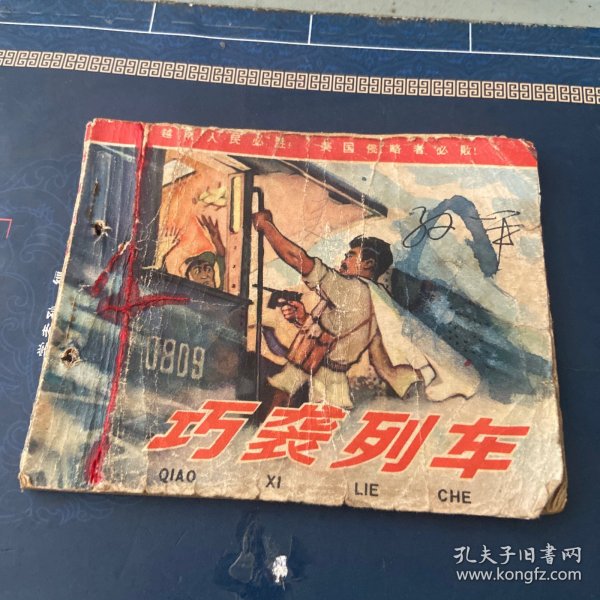 越南人民必胜！ 美国侵略者必败！
0809
巧袭列车
QIAO XI LIE CHE
孔夫子旧书网
www.kongfz.com